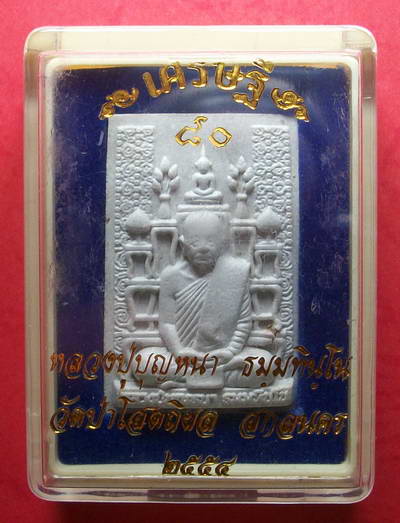 เศรษฐี
๘๐
หลวงปู่บุญหนา ธมฺมทินฺโน
วัดป่าโสตถิผล สกลนคร
๒๕๕๔